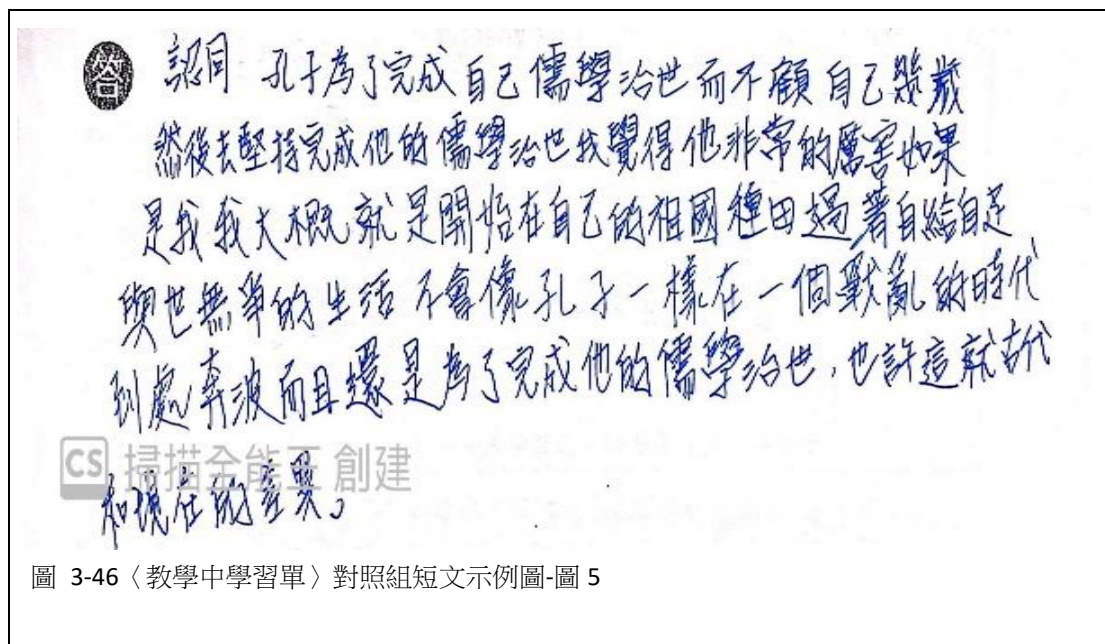 答 認同 孔子為了完成自己儒學治世而不顧自己幾歲
然後去堅持完成他的儒學治世我覺得他非常的厲害如果
是我我大概就是開始在自己的祖國種田過著自給自足
與世無爭的生活 不會像孔子一樣在一個戰亂的時代
到處奔波而且還是為了完成他的儒學治世,也許這就古代
CS 掃描全能王 創建
和現在的差異。
圖 3-46〈教學中學習單〉對照組短文示例圖-圖 5